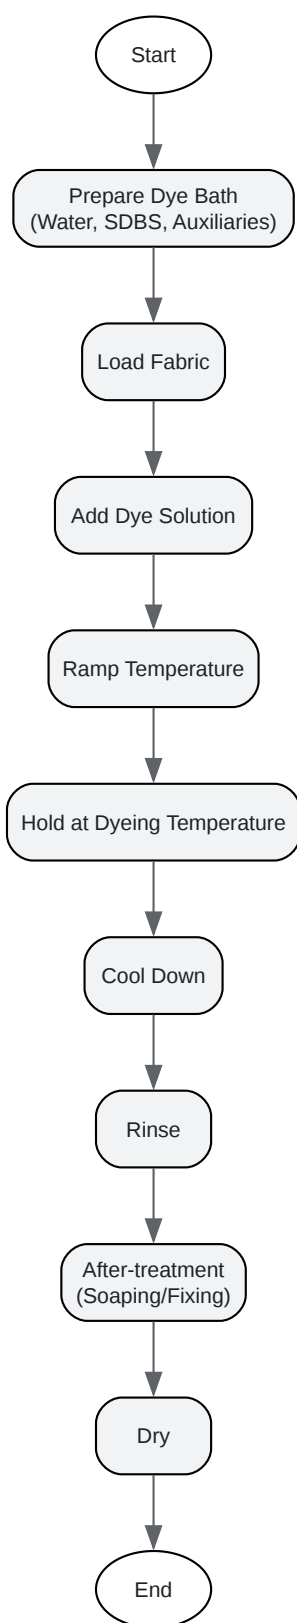 Start
Prepare Dye Bath
(Water, SDBS, Auxiliaries)
Load Fabric
Add Dye Solution
Ramp Temperature
Hold at Dyeing Temperature
Cool Down
Rinse
After-treatment
(Soaping/Fixing)
Dry
End